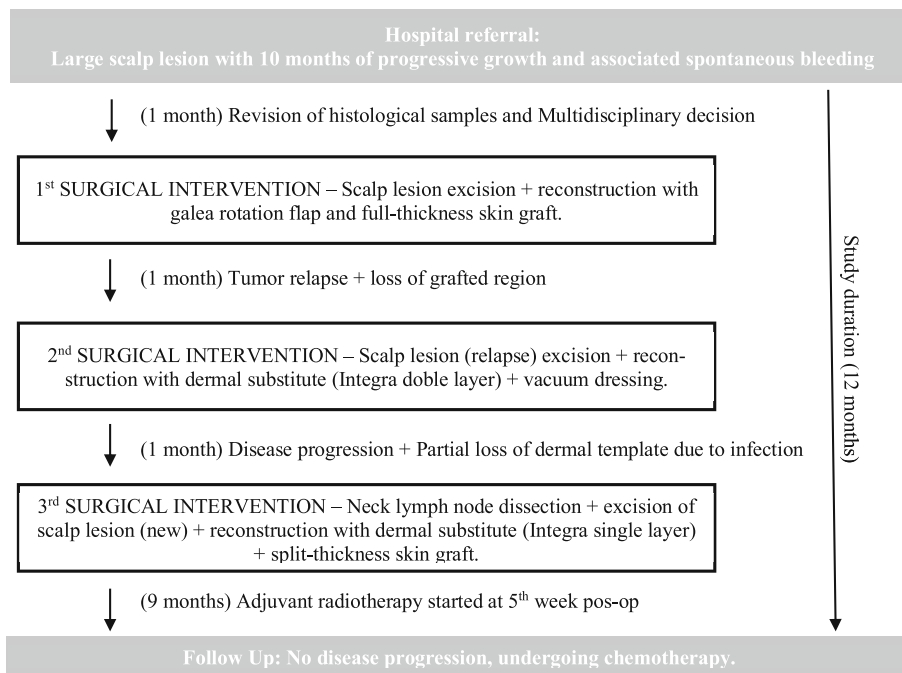 Hospital referral:
Large scalp lesion with 10 months of progressive growth and associated spontaneous bleeding
(1 month) Revision of histological samples and Multidisciplinary decision
1st SURGICAL INTERVENTION – Scalp lesion excision + reconstruction with
galea rotation flap and full-thickness skin graft.
(1 month) Tumor relapse + loss of grafted region
2nd SURGICAL INTERVENTION – Scalp lesion (relapse) excision + recon-
struction with dermal substitute (Integra doble layer) + vacuum dressing.
(1 month) Disease progression + Partial loss of dermal template due to infection
3rd SURGICAL INTERVENTION – Neck lymph node dissection + excision of
scalp lesion (new) + reconstruction with dermal substitute (Integra single layer)
+ split-thickness skin graft.
(9 months) Adjuvant radiotherapy started at 5th week pos-op
Follow Up: No disease progression, undergoing chemotherapy.
Study duration (12 months)